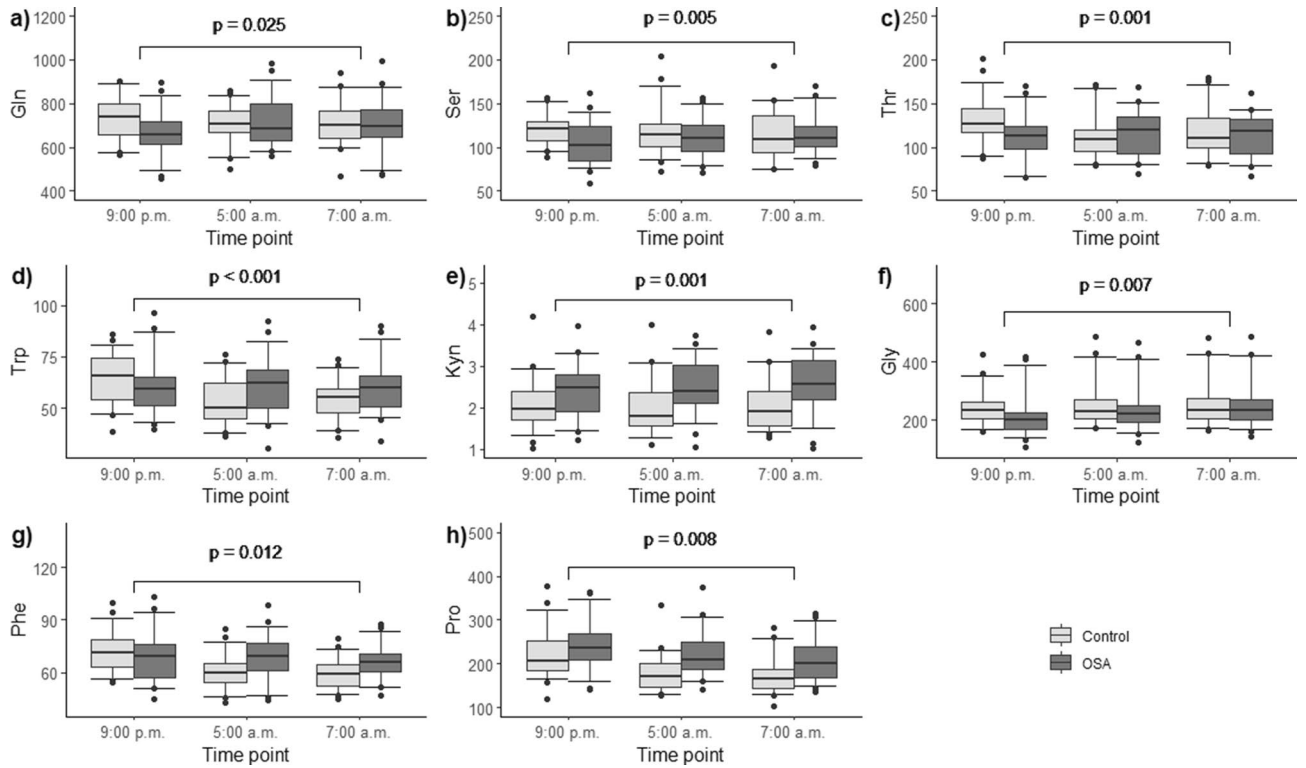 a)
p = 0.025
1200
1000
800
600
400
Gln
9:00 p.m.
5:00 a.m.
7:00 a.m.
Time point
b)
p = 0.005
250
200
150
100
50
Ser
9:00 p.m.
5:00 a.m.
7:00 a.m.
Time point
c)
p = 0.001
250
200
150
100
50
Thr
9:00 p.m.
5:00 a.m.
7:00 a.m.
Time point
d)
p < 0.001
100
75
50
Trp
9:00 p.m.
5:00 a.m.
7:00 a.m.
Time point
e)
p = 0.001
5
4
3
2
1
Kyn
9:00 p.m.
5:00 a.m.
7:00 a.m.
Time point
f)
p = 0.007
600
400
200
Gly
9:00 p.m.
5:00 a.m.
7:00 a.m.
Time point
g)
p = 0.012
120
90
60
Phe
9:00 p.m.
5:00 a.m.
7:00 a.m.
Time point
h)
p = 0.008
500
400
300
200
100
Pro
9:00 p.m.
5:00 a.m.
7:00 a.m.
Time point
Control
OSA